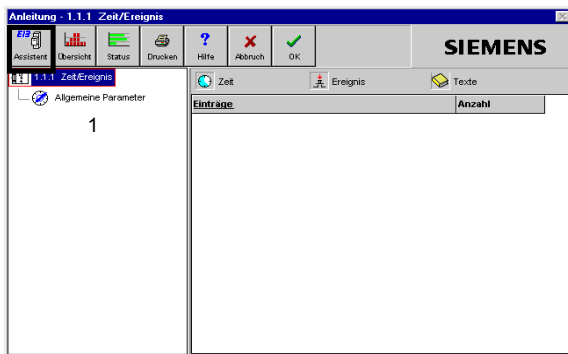 Anleitung - 1.1.1 Zeit/Ereignis
EIB
Assistent Übersicht Status Drucken Hilfe Abbruch OK
SIEMENS
1.1.1 Zeit/Ereignis
Allgemeine Parameter
1
Zeit Ereignis Texte
Einträge Anzahl